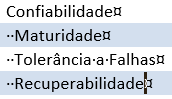 Confiabilidade¤
··Maturidade¤
··Tolerância·a·Falhas¤
··Recuperabilidade¤